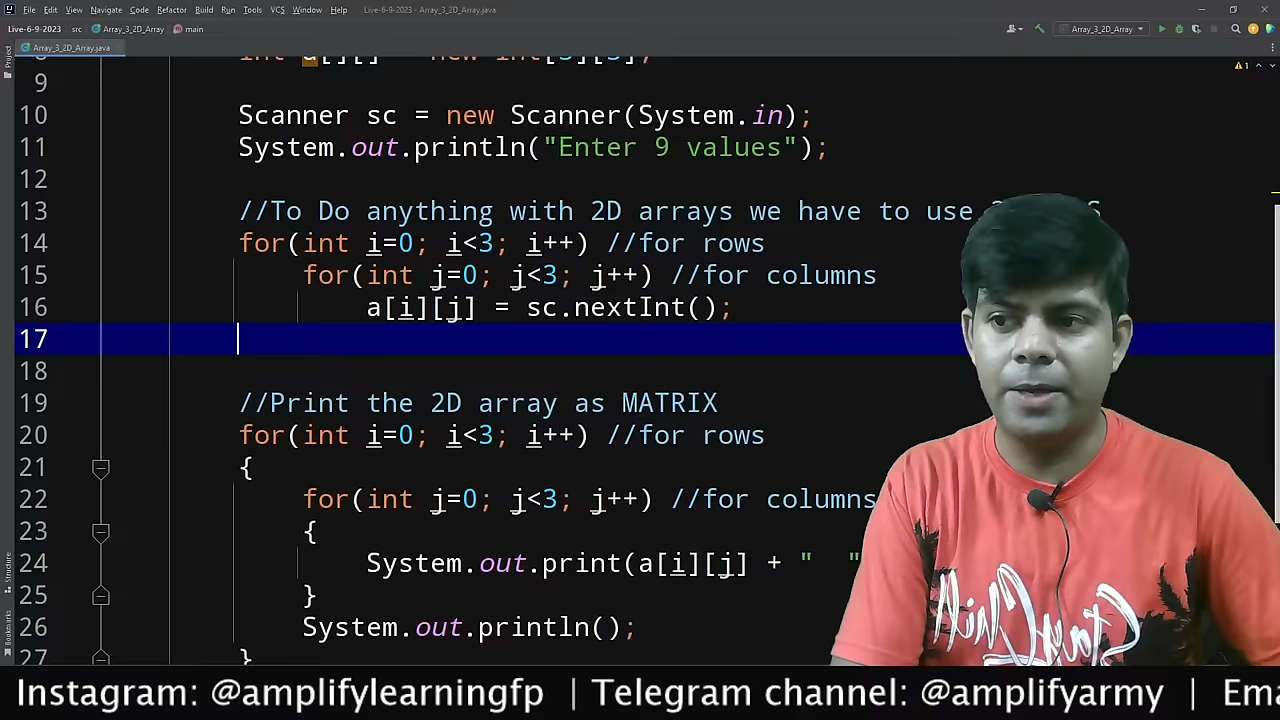 File Edit View Navigate Code Refactor Build Run Tools VCS Window Help Live-6-9-2023 - Array_3_2D_Array.java
Live-6-9-2023 src Array_3_2D_Array main Array_3_2D_Array
Array_3_2D_Array.java
Project
1
9
10 Scanner sc = new Scanner(System.in);
11 System.out.println("Enter 9 values");
12
13 //To Do anything with 2D arrays we have to use
14 for(int i=0; i<3; i++) //for rows
15 for(int j=0; j<3; j++) //for columns
16 a[i][j] = sc.nextInt();
17
18
19 //Print the 2D array as MATRIX
20 for(int i=0; i<3; i++) //for rows
21 {
22 for(int j=0; j<3; j++) //for columns
23 {
24 System.out.print(a[i][j] + "  "
25 }
26 System.out.println();
27 }
Structure
Bookmarks
Instagram: @amplifylearningfp | Telegram channel: @amplifyarmy | Ema